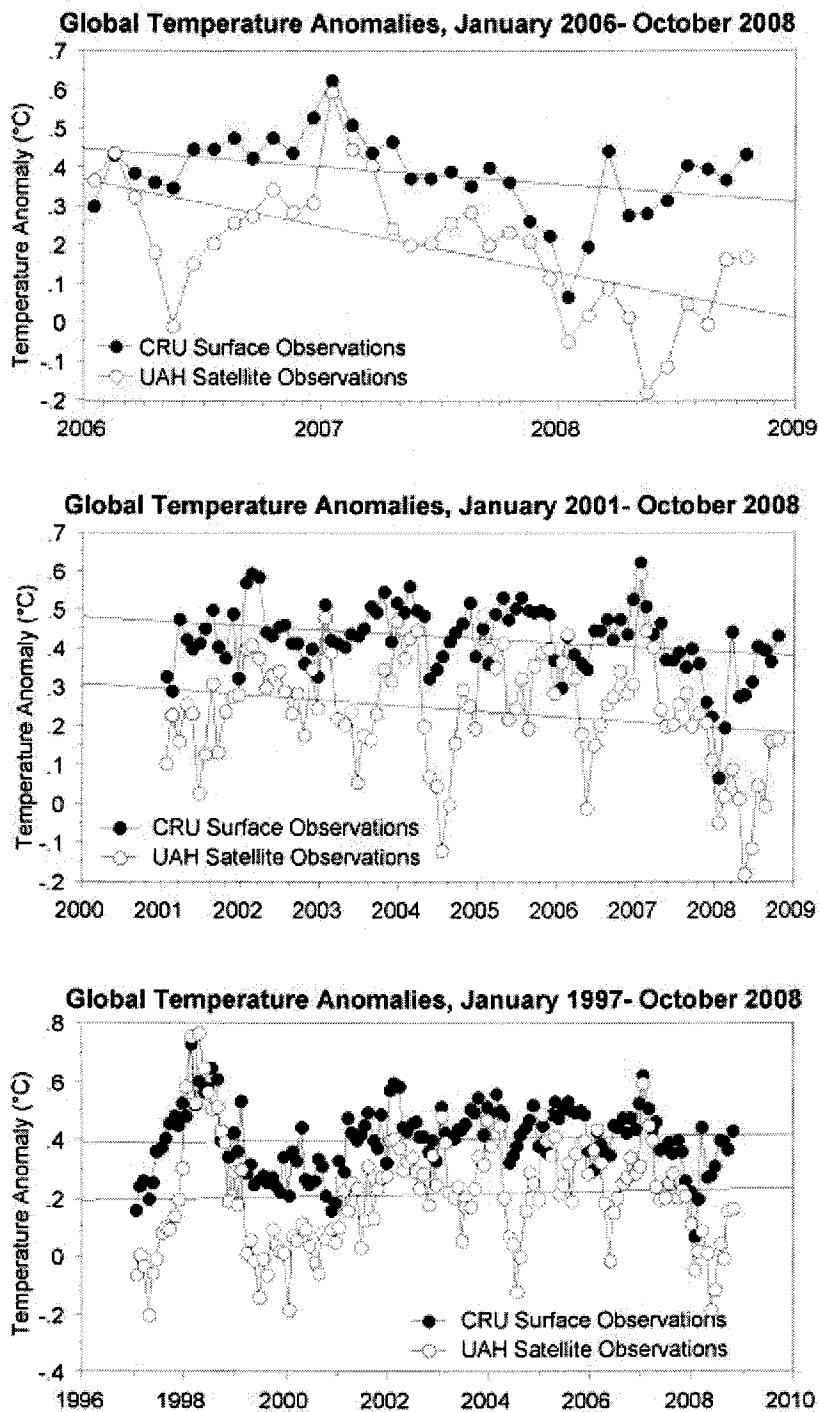 Global Temperature Anomalies, January 2006- October 2008
Temperature Anomaly (°C)
.7
.6
.5
.4
.3
.2
.1
0
-.1
-.2
CRU Surface Observations
UAH Satellite Observations
2006 2007 2008 2009
Global Temperature Anomalies, January 2001- October 2008
Temperature Anomaly (°C)
.7
.6
.5
.4
.3
.2
.1
0
-.1
-.2
CRU Surface Observations
UAH Satellite Observations
2000 2001 2002 2003 2004 2005 2006 2007 2008 2009
Global Temperature Anomalies, January 1997- October 2008
Temperature Anomaly (°C)
.8
.6
.4
.2
0
-.2
-.4
CRU Surface Observations
UAH Satellite Observations
1996 1998 2000 2002 2004 2006 2008 2010